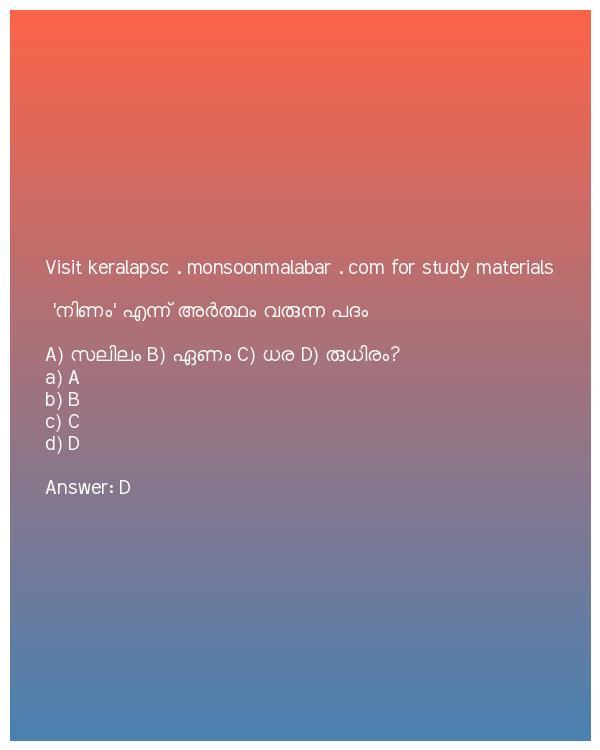 Visit keralapsc . monsoonmalabar . com for study materials
'നിണം' എന്ന് അർത്ഥം വരുന്ന പദം
A) സലിലം B) ഏണം C) ധര D) രുധിരം?
a) A
b) B
c) C
d) D
Answer: D